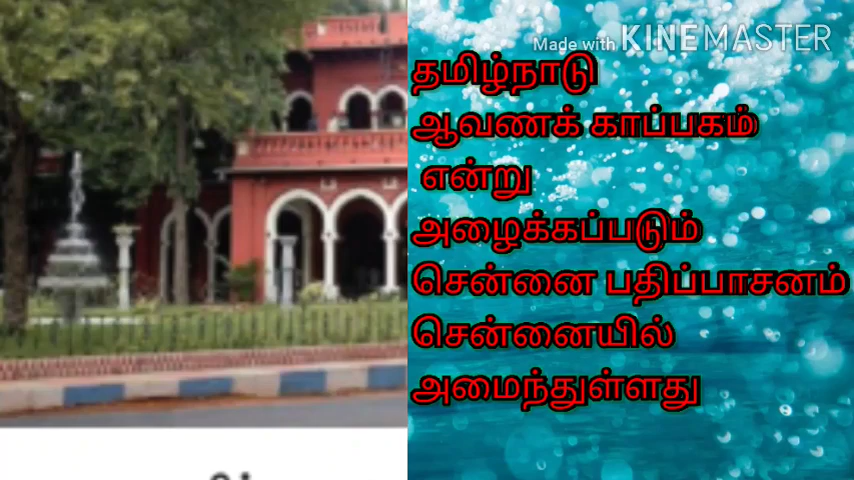 Made with KINEMASTER
தமிழ்நாடு
ஆவணக் காப்பகம்
என்று
அழைக்கப்படும்
சென்னை பதிப்பாசனம்
சென்னையில்
அமைந்துள்ளது